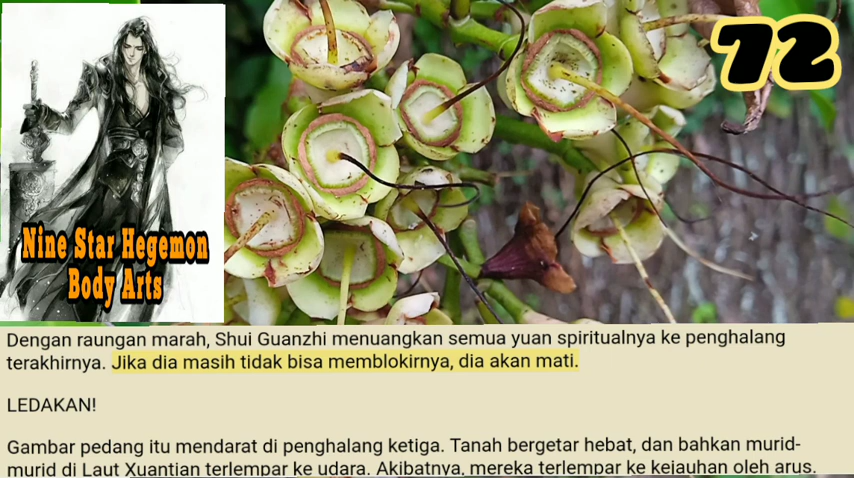 72
Nine Star Hegemon
Body Arts
Dengan raungan marah, Shui Guanzhi menuangkan semua yuan spiritualnya ke penghalang
terakhirnya. Jika dia masih tidak bisa memblokirnya, dia akan mati.
LEDAKAN!
Gambar pedang itu mendarat di penghalang ketiga. Tanah bergetar hebat, dan bahkan murid-
murid di Laut Xuantian terlempar ke udara. Akibatnya, mereka terlempar ke kejauhan oleh arus.